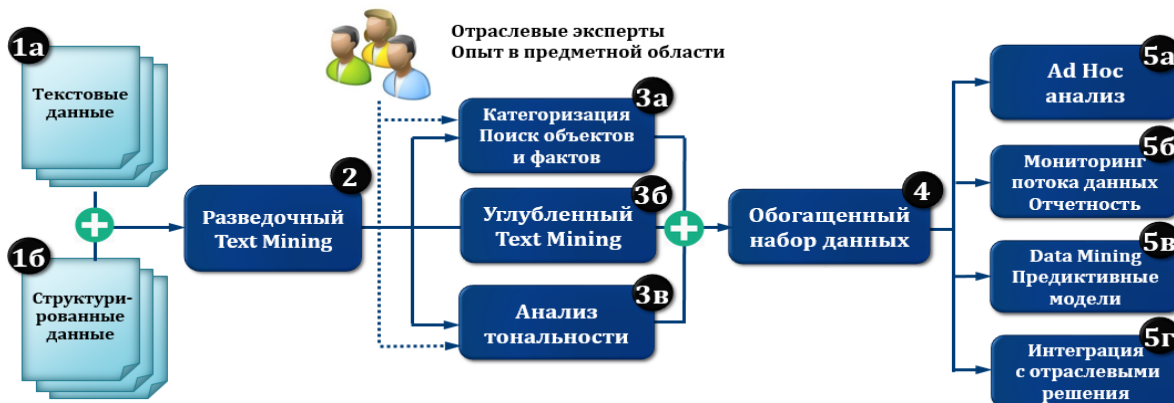 1а
Текстовые
данные
1б
Структури-
рованные
данные
2
Разведочный
Text Mining
Отраслевые эксперты
Опыт в предметной области
3а
Категоризация
Поиск объектов
и фактов
3б
Углубленный
Text Mining
3в
Анализ
тональности
4
Обогащенный
набор данных
5а
Ad Hoc
анализ
5б
Мониторинг
потока данных
Отчетность
5в
Data Mining
Предиктивные
модели
5г
Интеграция
с отраслевыми
решения